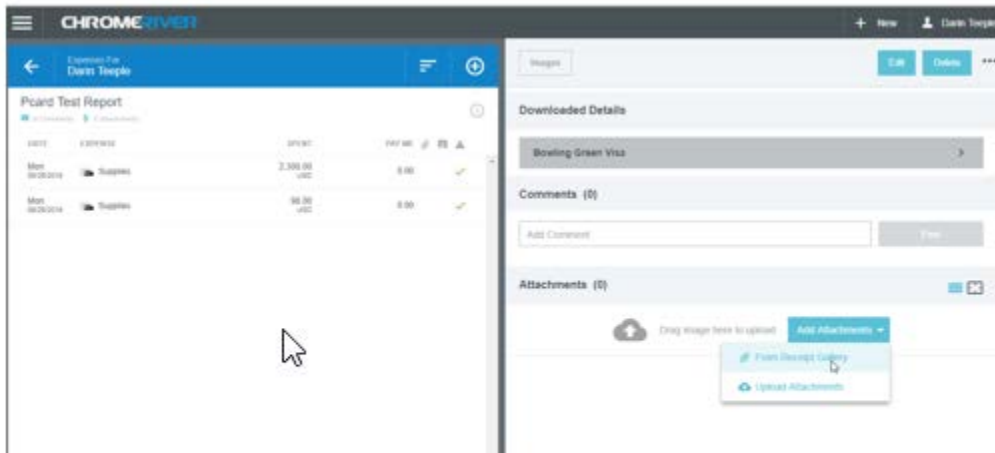 CHROMERIVER
+ New Darin Teeple
Expenses For
Darin Teeple
Images
Edit
Delete
Pcard Test Report
Downloaded Details
DATE EXPENSE SPENT PAY ME
Bowling Green Visa
Mon Supplies 2,300.00 0.00
USD
Comments (0)
Mon Supplies 98.00 0.00
USD
Add Comment
Post
Attachments (0)
Drag image here to upload
Add Attachments
From Receipt Gallery
Upload Attachments